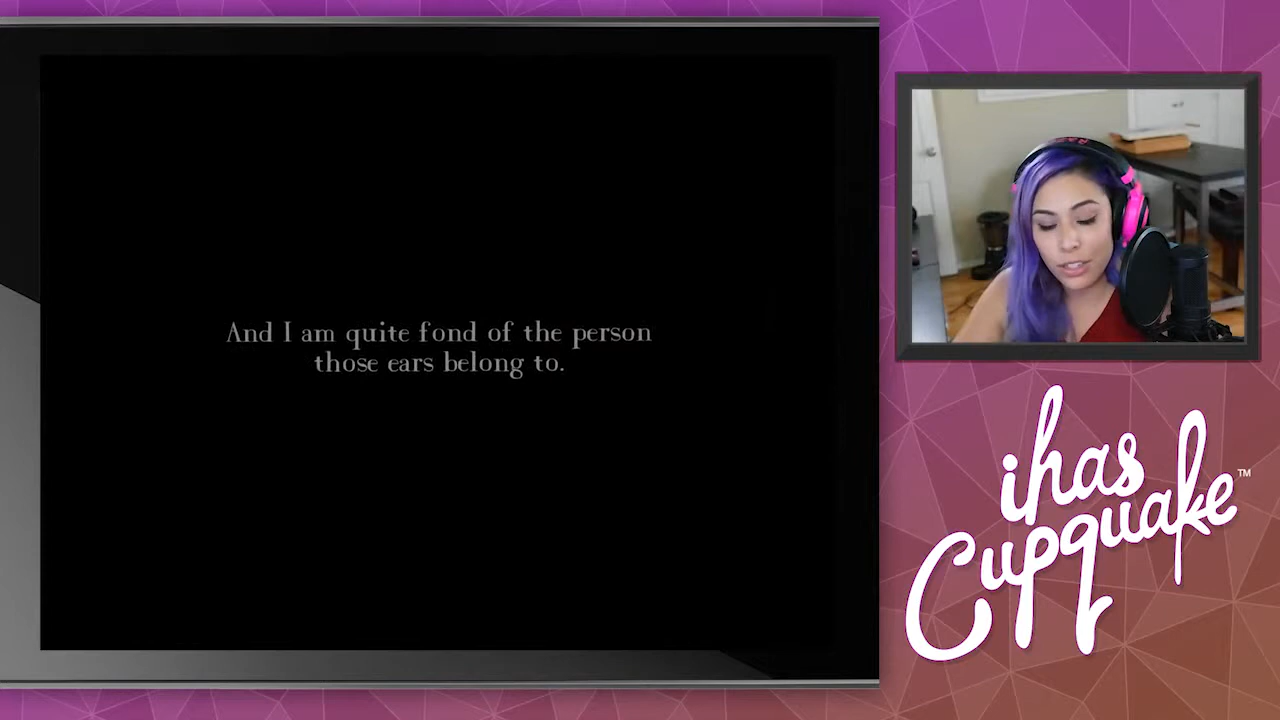 And I am quite fond of the person
those ears belong to.
ihas
Cupquake™